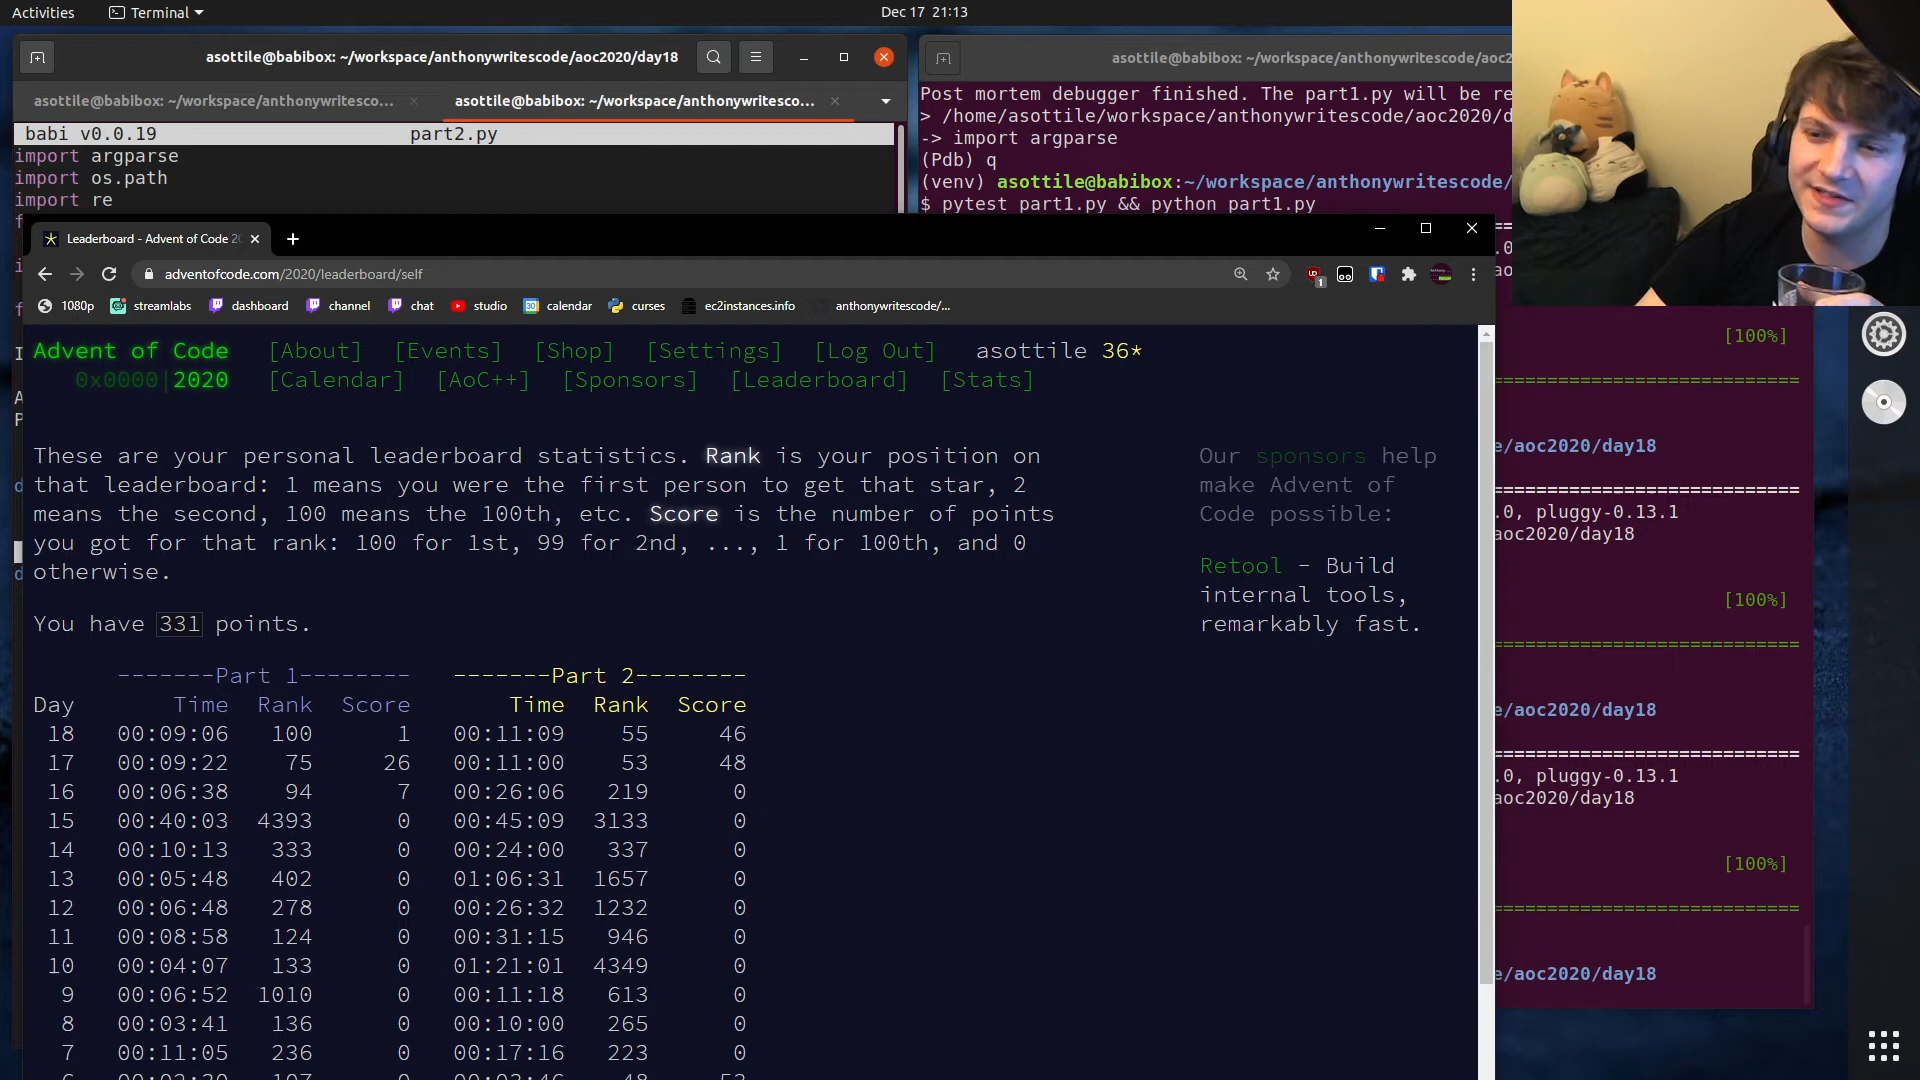 Activities
Terminal
Dec 17 21:13
asottile@babibox: ~/workspace/anthonywritescode/aoc2020/day18
asottile@babibox: ~/workspace/anthonywritescode/aoc2
asottile@babibox: ~/workspace/anthonywritesco...
asottile@babibox: ~/workspace/anthonywritesco...
babi v0.0.19
part2.py
import argparse
import os.path
import re
Post mortem debugger finished. The part1.py will be re
> /home/asottile/workspace/anthonywritescode/aoc2020/d
-> import argparse
(Pdb) q
(venv) asottile@babibox:~/workspace/anthonywritescode/
$ pytest part1.py && python part1.py
Leaderboard - Advent of Code 20
adventofcode.com/2020/leaderboard/self
1080p
streamlabs
dashboard
channel
chat
studio
calendar
curses
ec2instances.info
anthonywritescode/...
Advent of Code [About] [Events] [Shop] [Settings] [Log Out] asottile 36*
0x0000|2020 [Calendar] [AoC++] [Sponsors] [Leaderboard] [Stats]
These are your personal leaderboard statistics. Rank is your position on
that leaderboard: 1 means you were the first person to get that star, 2
means the second, 100 means the 100th, etc. Score is the number of points
you got for that rank: 100 for 1st, 99 for 2nd, ..., 1 for 100th, and 0
otherwise.
You have 331 points.
Our sponsors help
make Advent of
Code possible:
Retool - Build
internal tools,
remarkably fast.
-------Part 1-------- -------Part 2--------
Day Time Rank Score Time Rank Score
18 00:09:06 100 1 00:11:09 55 46
17 00:09:22 75 26 00:11:00 53 48
16 00:06:38 94 7 00:26:06 219 0
15 00:40:03 4393 0 00:45:09 3133 0
14 00:10:13 333 0 00:24:00 337 0
13 00:05:48 402 0 01:06:31 1657 0
12 00:06:48 278 0 00:26:32 1232 0
11 00:08:58 124 0 00:31:15 946 0
10 00:04:07 133 0 01:21:01 4349 0
9 00:06:52 1010 0 00:11:18 613 0
8 00:03:41 136 0 00:10:00 265 0
7 00:11:05 236 0 00:17:16 223 0
[100%]
e/aoc2020/day18
.0, pluggy-0.13.1
aoc2020/day18
[100%]
e/aoc2020/day18
.0, pluggy-0.13.1
aoc2020/day18
[100%]
e/aoc2020/day18